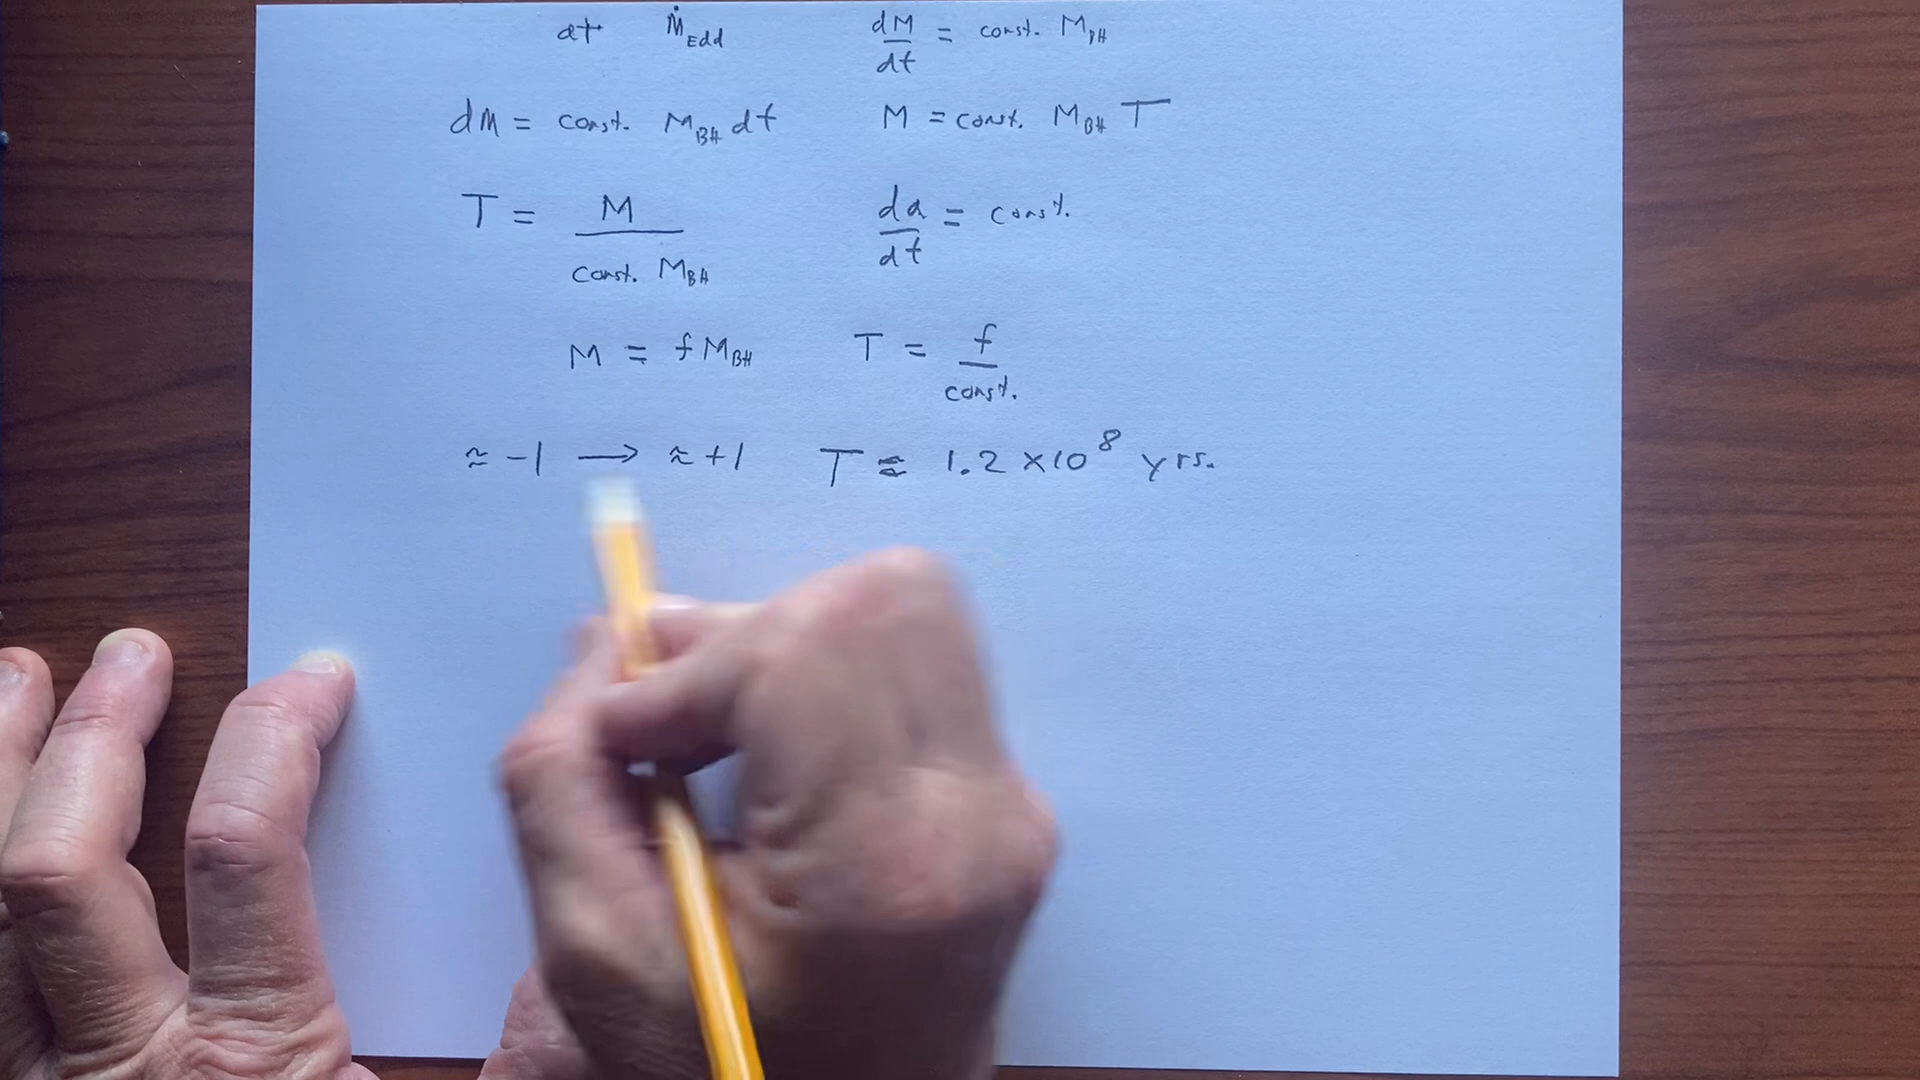 at Ṁ_Edd dM/dt = const. M_BH
dM = const. M_BH dt M = const. M_BH T
T = M / const. M_BH da/dt = const.
M = f M_BH T = f / const.
≈ -1 → ≈ +1 T ≈ 1.2 × 10^8 yrs.